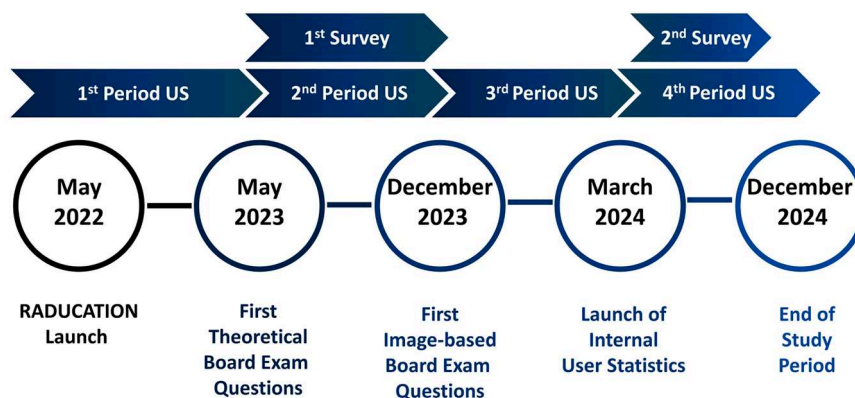 1st Survey
2nd Survey
1st Period US
2nd Period US
3rd Period US
4th Period US
May
2022
May
2023
December
2023
March
2024
December
2024
RADUCATION
Launch
First
Theoretical
Board Exam
Questions
First
Image-based
Board Exam
Questions
Launch of
Internal
User Statistics
End of
Study
Period